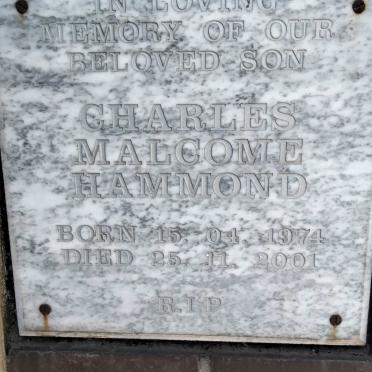 IN LOVING
MEMORY OF OUR
BELOVED SON
CHARLES
MALCOME
HAMMOND
BORN 15. 04. 1974
DIED 25. 11. 2001
R.I.P.